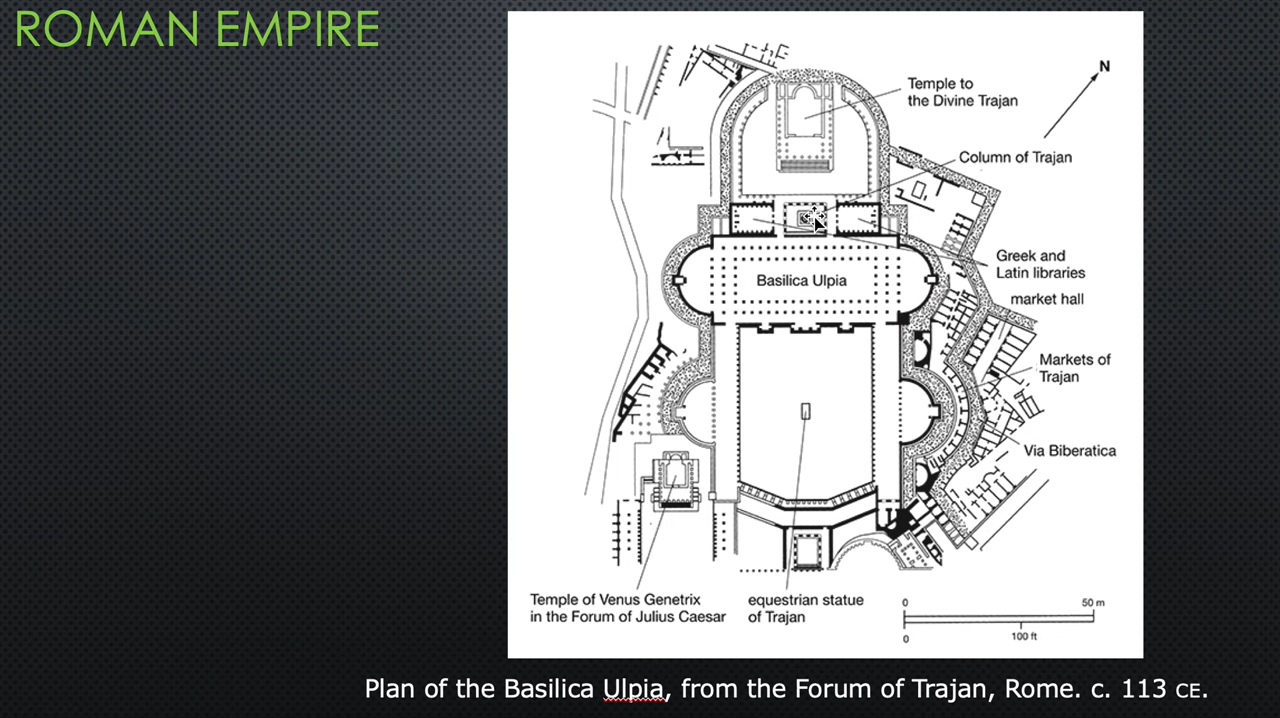 ROMAN EMPIRE
N
Temple to
the Divine Trajan
Column of Trajan
Greek and
Latin libraries
Basilica Ulpia
market hall
Markets of
Trajan
Via Biberatica
Temple of Venus Genetrix
in the Forum of Julius Caesar
equestrian statue
of Trajan
0 50 m
0 100 ft
Plan of the Basilica Ulpia, from the Forum of Trajan, Rome. c. 113 CE.